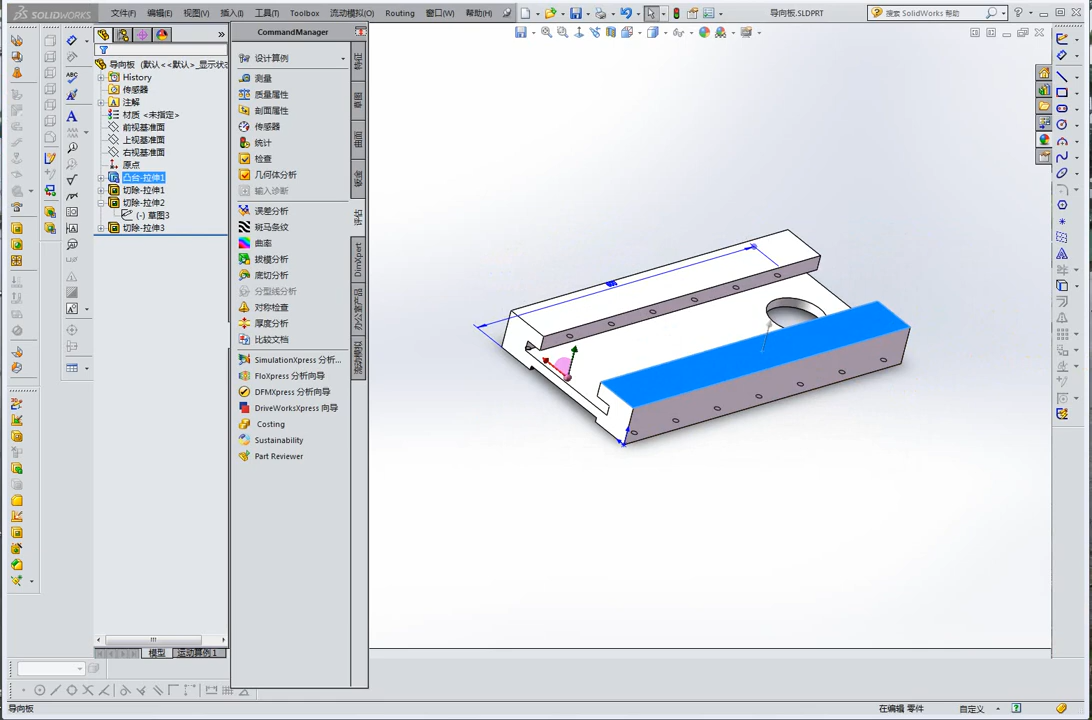 SOLIDWORKS 文件(F) 编辑(E) 视图(V) 插入(I) 工具(T) Toolbox 流动模拟(O) Routing 窗口(W) 帮助(H) 导向板.SLDPRT 搜索 SolidWorks 帮助
CommandManager
导向板 (默认<<默认>_显示状态
History
传感器
注解
材质 <未指定>
前视基准面
上视基准面
右视基准面
原点
凸台-拉伸1
切除-拉伸1
切除-拉伸2
(-) 草图3
切除-拉伸3
设计算例
测量
质量属性
剖面属性
传感器
统计
检查
几何体分析
输入诊断
误差分析
斑马条纹
曲率
拔模分析
底切分析
分型线分析
对称检查
厚度分析
比较文档
SimulationXpress 分析...
FloXpress 分析向导
DFMXpress 分析向导
DriveWorksXpress 向导
Costing
Sustainability
Part Reviewer
特征
草图
曲面
钣金
评估
DimXpert
办公室产品
流动模拟
模型 运动算例 1
导向板 在编辑 零件 自定义